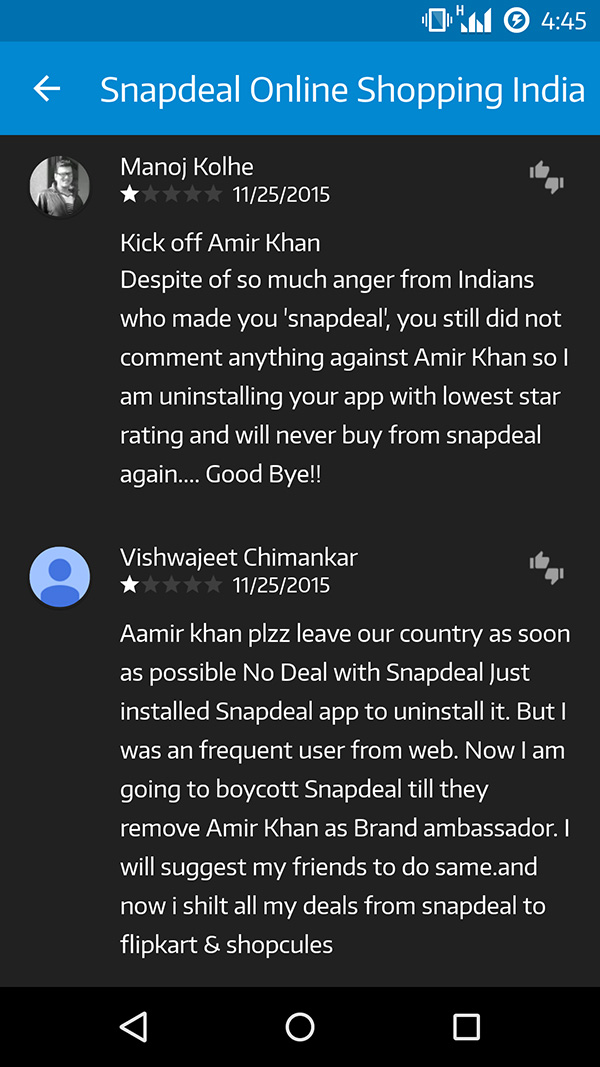 H 4:45
Snapdeal Online Shopping India
Manoj Kolhe
11/25/2015
Kick off Amir Khan
Despite of so much anger from Indians
who made you 'snapdeal', you still did not
comment anything against Amir Khan so I
am uninstalling your app with lowest star
rating and will never buy from snapdeal
again.... Good Bye!!
Vishwajeet Chimankar
11/25/2015
Aamir khan plzz leave our country as soon
as possible No Deal with Snapdeal Just
installed Snapdeal app to uninstall it. But I
was an frequent user from web. Now I am
going to boycott Snapdeal till they
remove Amir Khan as Brand ambassador. I
will suggest my friends to do same.and
now i shilt all my deals from snapdeal to
flipkart & shopcules